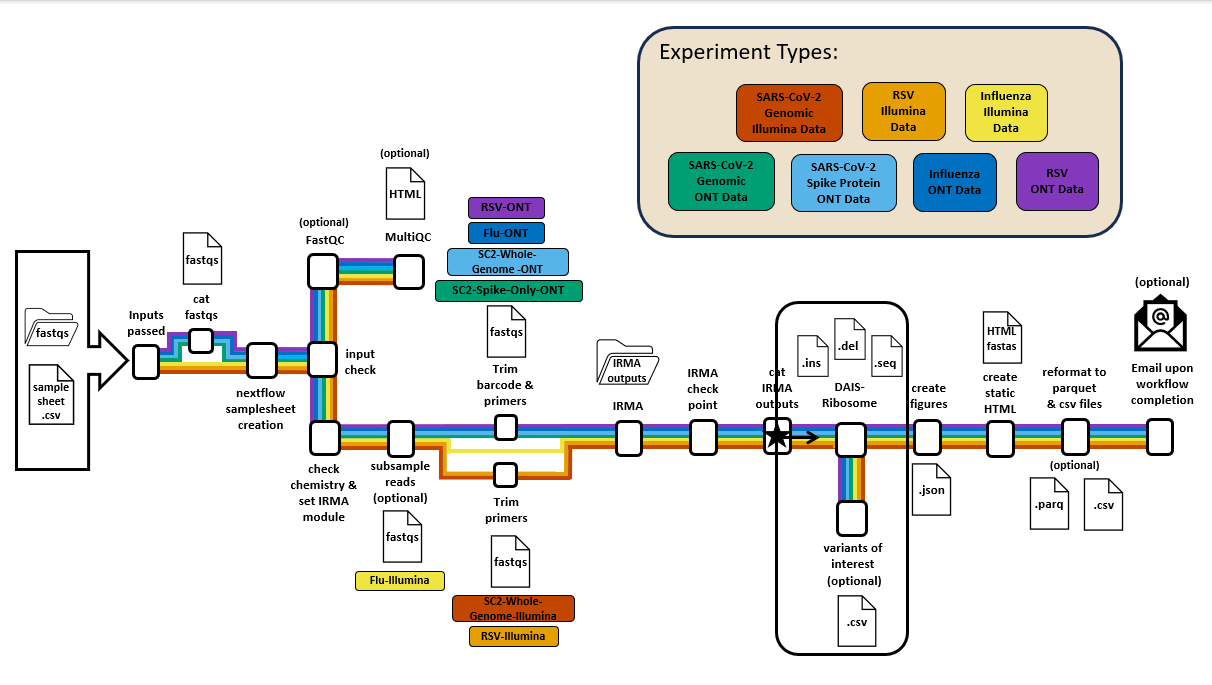 Experiment Types:
SARS-CoV-2
Genomic
Illumina Data
RSV
Illumina
Data
Influenza
Illumina
Data
SARS-CoV-2
Genomic
ONT Data
SARS-CoV-2
Spike Protein
ONT Data
Influenza
ONT Data
RSV
ONT Data
fastqs
sample
sheet
.csv
Inputs
passed
fastqs
cat
fastqs
nextflow
samplesheet
creation
(optional)
FastQC
(optional)
HTML
MultiQC
input
check
check
chemistry &
set IRMA
module
subsample
reads
(optional)
fastqs
Flu-Illumina
RSV-ONT
Flu-ONT
SC2-Whole-
Genome -ONT
SC2-Spike-Only-ONT
fastqs
Trim
barcode &
primers
Trim
primers
fastqs
SC2-Whole-
Genome-Illumina
RSV-Illumina
IRMA
outputs
IRMA
IRMA
check
point
cat
IRMA
outputs
.ins
.del
.seq
DAIS-
Ribosome
variants of
interest
(optional)
.csv
create
figures
.json
HTML
fastas
create
static
HTML
reformat to
parquet
& csv files
(optional)
.parq
.csv
(optional)
@
Email upon
workflow
completion